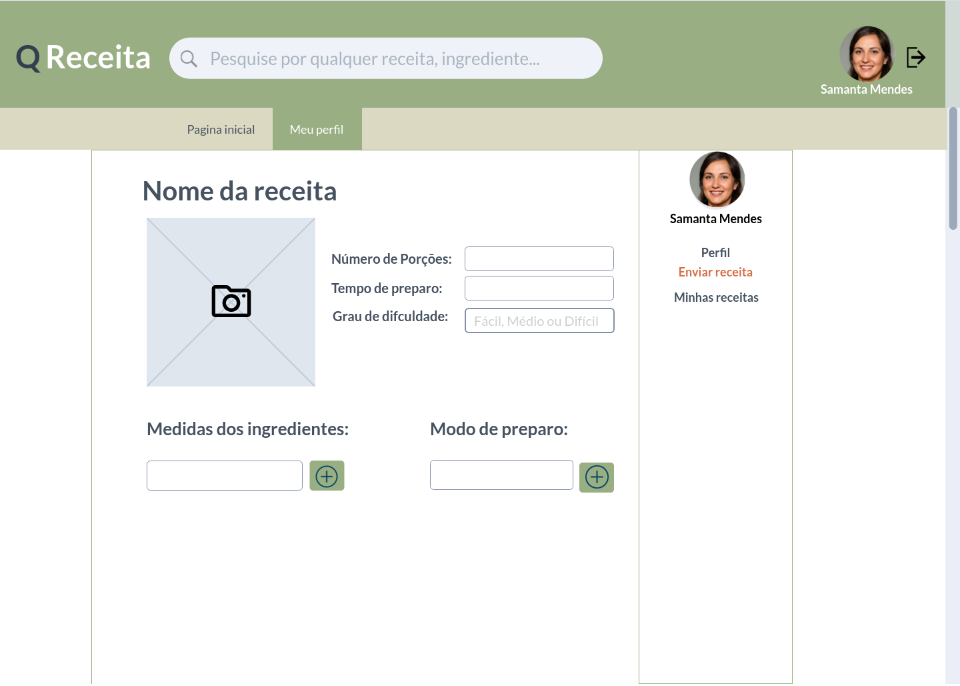 Q Receita
Pesquise por qualquer receita, ingrediente...
Samanta Mendes
Pagina inicial
Meu perfil
Nome da receita
Número de Porções:
Tempo de preparo:
Grau de difculdade:
Fácil, Médio ou Difícil
Medidas dos ingredientes:
Modo de preparo:
Samanta Mendes
Perfil
Enviar receita
Minhas receitas